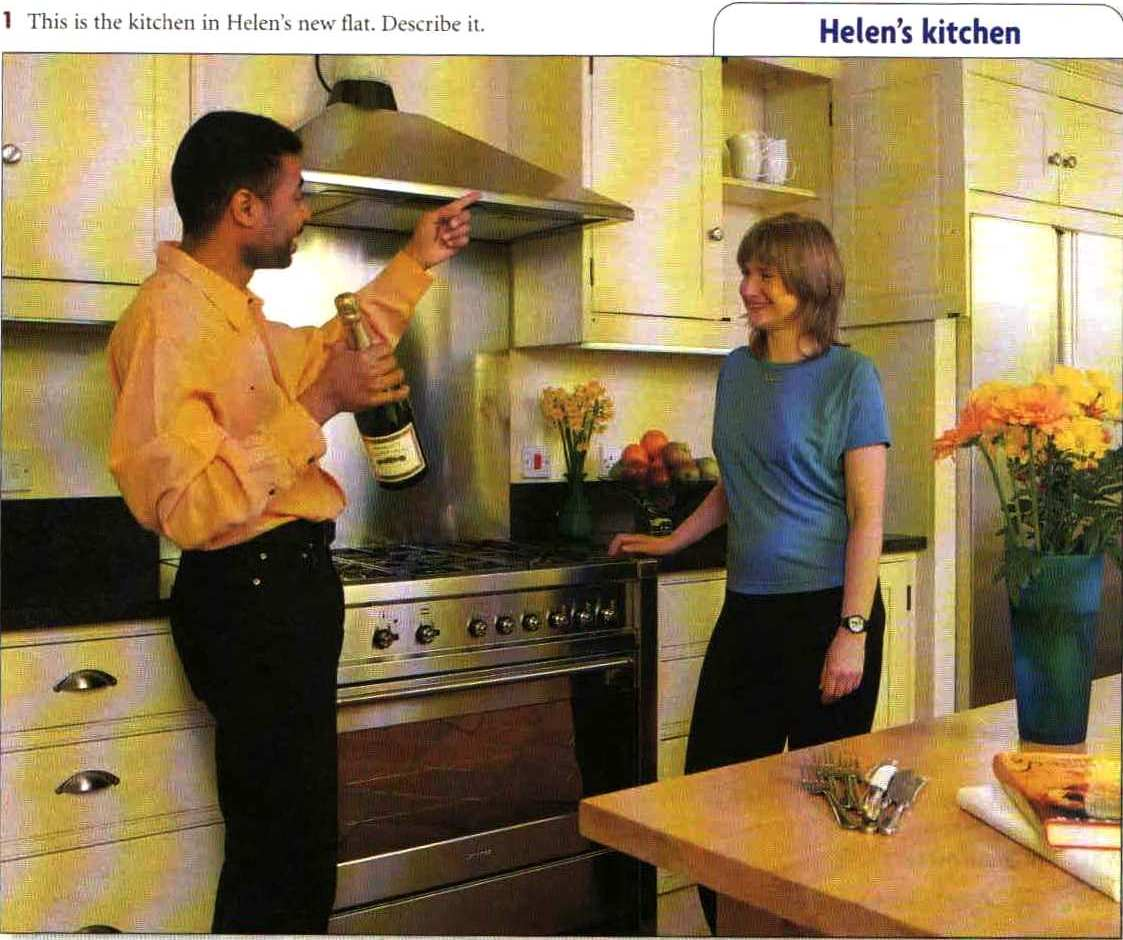 1 This is the kitchen in Helen's new flat. Describe it.
Helen's kitchen